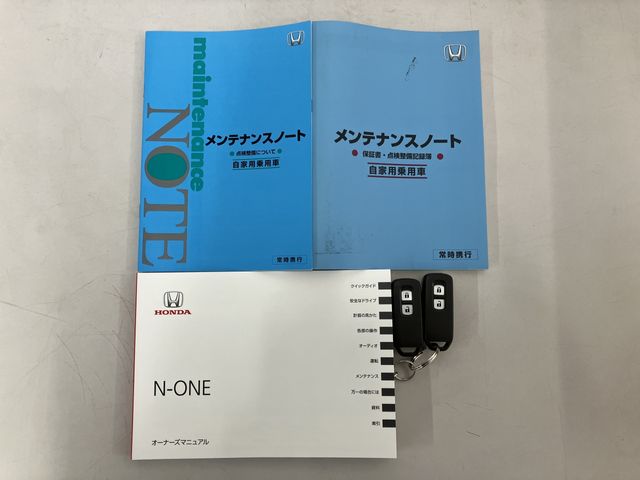 maintenance
NOTE
メンテナンスノート
点検整備について
自家用乗用車
常時携行
メンテナンスノート
保証書・点検整備記録簿
自家用乗用車
常時携行
HONDA
N-ONE
オーナーズマニュアル
クイックガイド
安全なドライブ
計器の見かた
各部の操作
オーディオ
運転
メンテナンス
万一の場合には
資料
索引